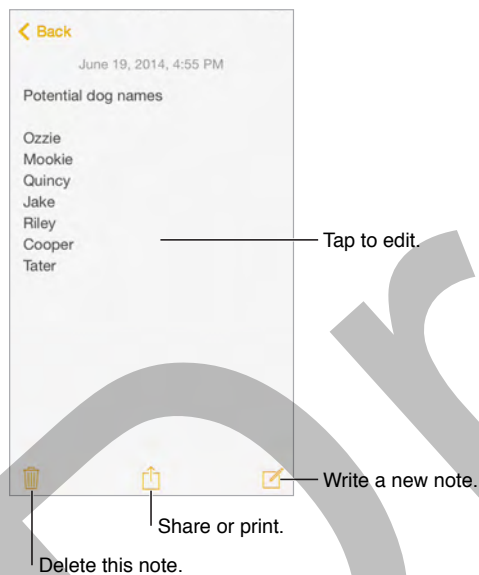 Back
June 19, 2014, 4:55 PM
Potential dog names
Ozzie
Mookie
Quincy
Jake
Riley
Cooper
Tater
Tap to edit.
Write a new note.
Share or print.
Delete this note.